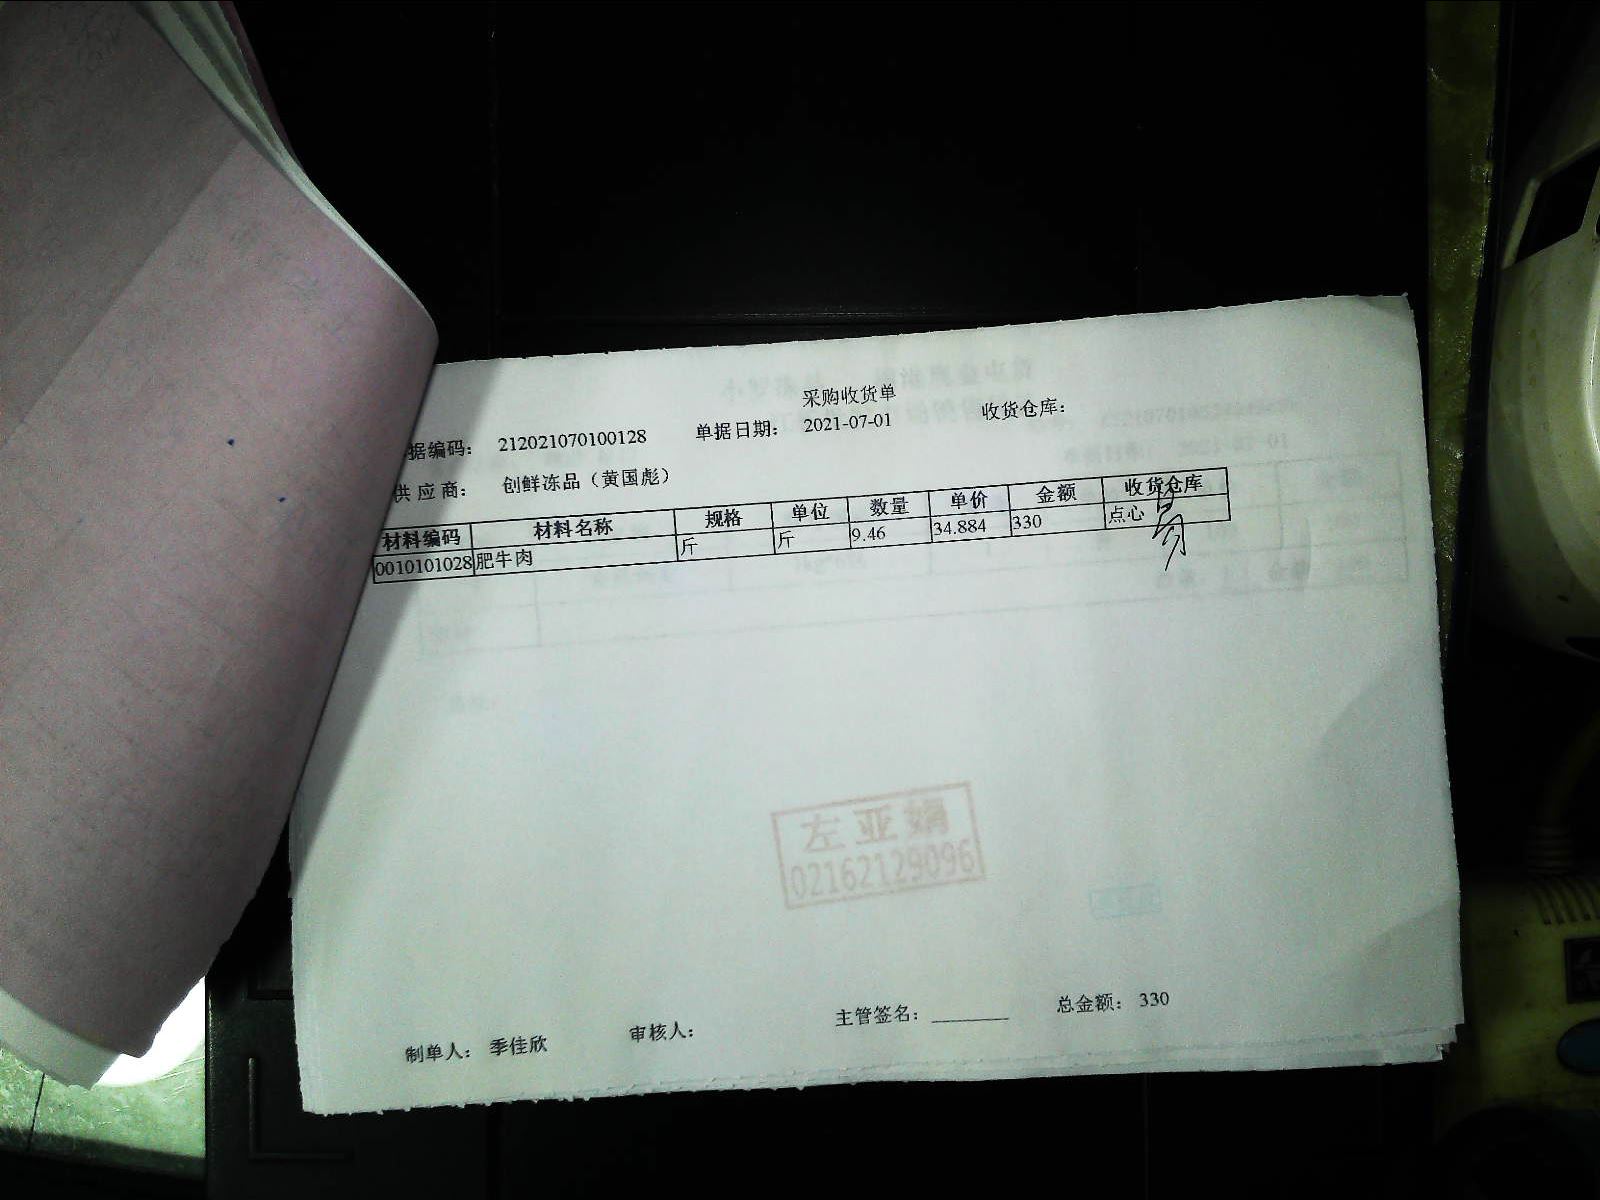 采购收货单
据编码： 212021070100128 单据日期： 2021-07-01 收货仓库：
供应商： 创鲜冻品（黄国彪）
材料编码 材料名称 规格 单位 数量 单价 金额 收货仓库
0010101028 肥牛肉 斤 斤 9.46 34.884 330 点心
左亚娟
02162129096
制单人： 季佳欣 审核人： 主管签名：________ 总金额： 330